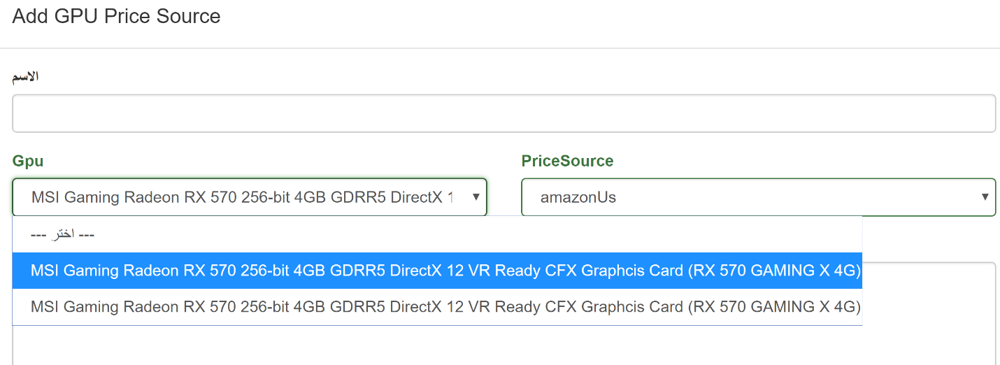 Add GPU Price Source
الاسم
Gpu
PriceSource
MSI Gaming Radeon RX 570 256-bit 4GB GDRR5 DirectX 1
amazonUs
--- اختر ---
MSI Gaming Radeon RX 570 256-bit 4GB GDRR5 DirectX 12 VR Ready CFX Graphcis Card (RX 570 GAMING X 4G)
MSI Gaming Radeon RX 570 256-bit 4GB GDRR5 DirectX 12 VR Ready CFX Graphcis Card (RX 570 GAMING X 4G)